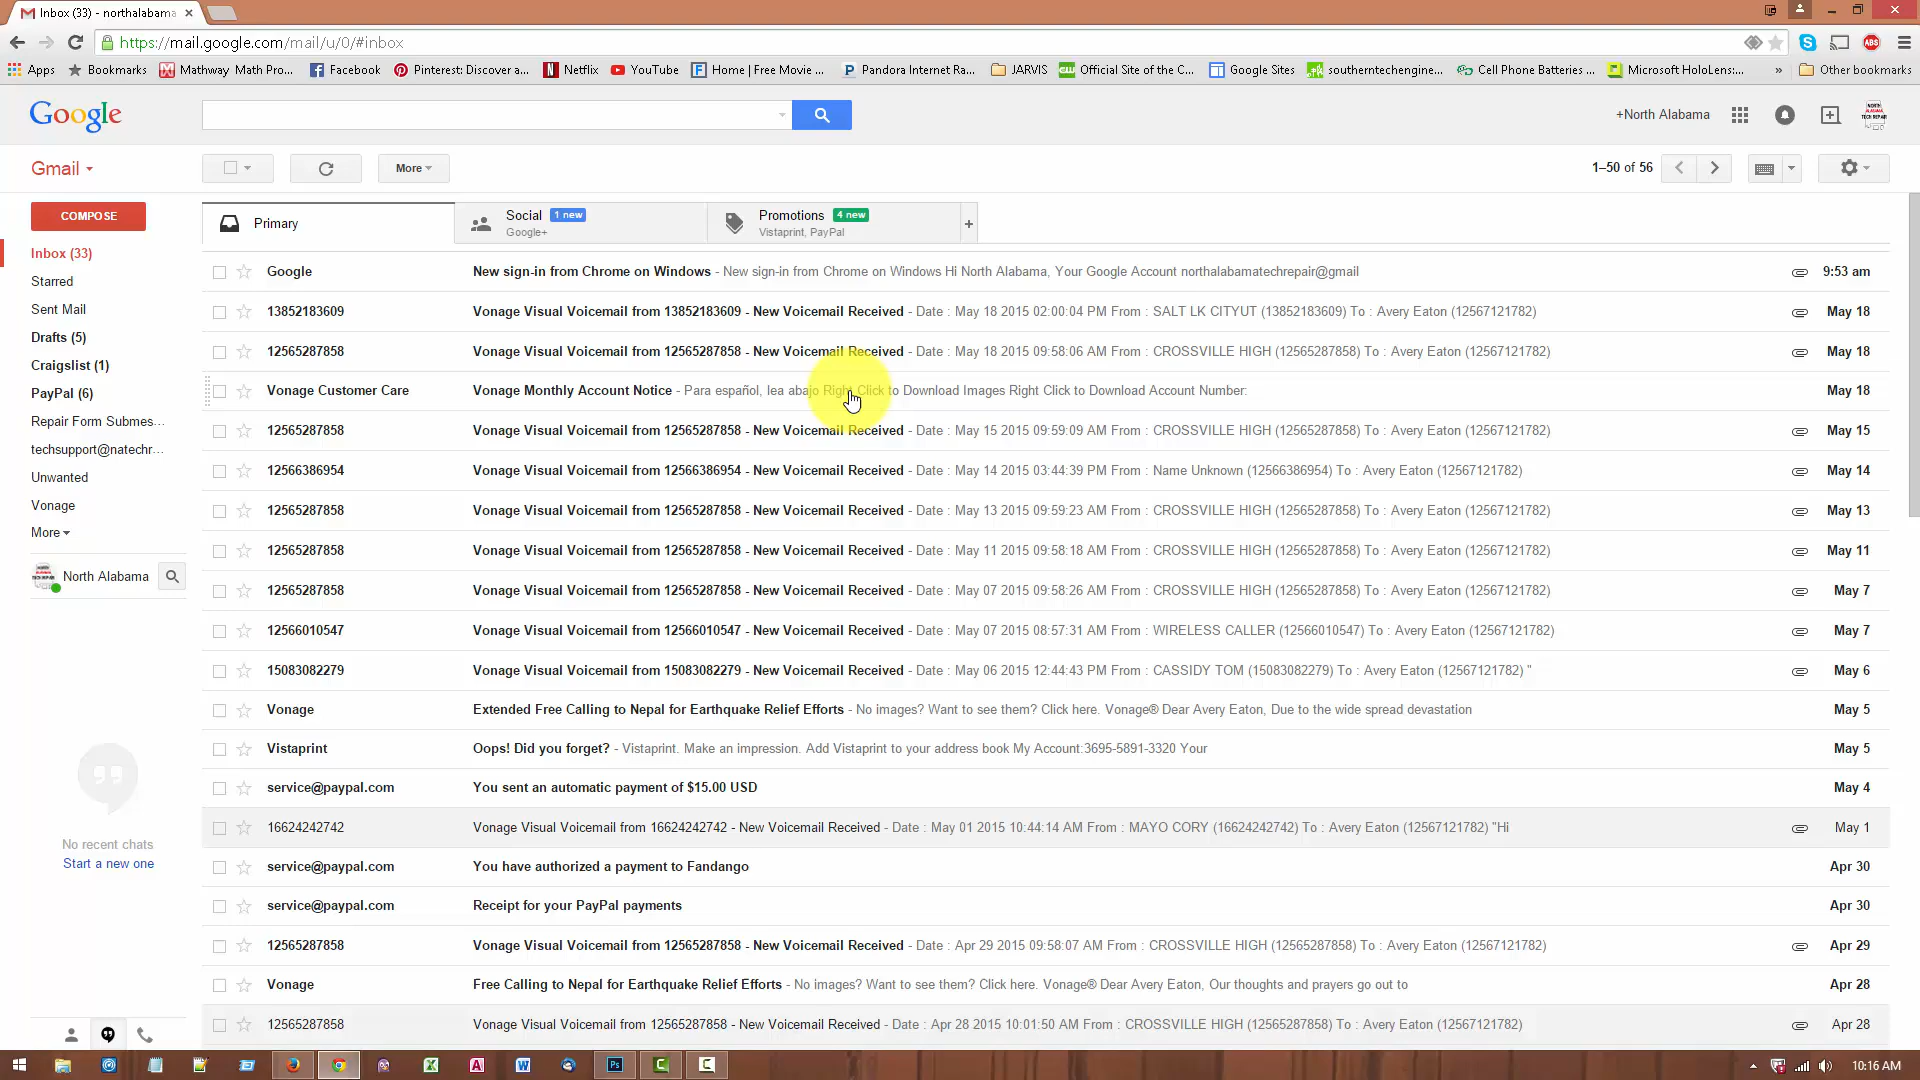 Inbox (33) - northalabama
https://mail.google.com/mail/u/0/#inbox
Apps Bookmarks Mathway Math Pro... Facebook Pinterest: Discover a... Netflix YouTube Home | Free Movie ... Pandora Internet Ra... JARVIS Official Site of the C... Google Sites southerntechengine... Cell Phone Batteries ... Microsoft HoloLens:... » Other bookmarks
Google +North Alabama
Gmail More 1–50 of 56
COMPOSE
Primary
Social 1 new
Google+
Promotions 4 new
Vistaprint, PayPal
+
Inbox (33)
Starred
Sent Mail
Drafts (5)
Craigslist (1)
PayPal (6)
Repair Form Submes...
techsupport@natechr...
Unwanted
Vonage
More
North Alabama
No recent chats
Start a new one
Google New sign-in from Chrome on Windows - New sign-in from Chrome on Windows Hi North Alabama, Your Google Account northalabamatechrepair@gmail 9:53 am
13852183609 Vonage Visual Voicemail from 13852183609 - New Voicemail Received - Date : May 18 2015 02:00:04 PM From : SALT LK CITYUT (13852183609) To : Avery Eaton (12567121782) May 18
12565287858 Vonage Visual Voicemail from 12565287858 - New Voicemail Received - Date : May 18 2015 09:58:06 AM From : CROSSVILLE HIGH (12565287858) To : Avery Eaton (12567121782) May 18
Vonage Customer Care Vonage Monthly Account Notice - Para español, lea abajo Right Click to Download Images Right Click to Download Account Number: May 18
12565287858 Vonage Visual Voicemail from 12565287858 - New Voicemail Received - Date : May 15 2015 09:59:09 AM From : CROSSVILLE HIGH (12565287858) To : Avery Eaton (12567121782) May 15
12566386954 Vonage Visual Voicemail from 12566386954 - New Voicemail Received - Date : May 14 2015 03:44:39 PM From : Name Unknown (12566386954) To : Avery Eaton (12567121782) May 14
12565287858 Vonage Visual Voicemail from 12565287858 - New Voicemail Received - Date : May 13 2015 09:59:23 AM From : CROSSVILLE HIGH (12565287858) To : Avery Eaton (12567121782) May 13
12565287858 Vonage Visual Voicemail from 12565287858 - New Voicemail Received - Date : May 11 2015 09:58:18 AM From : CROSSVILLE HIGH (12565287858) To : Avery Eaton (12567121782) May 11
12565287858 Vonage Visual Voicemail from 12565287858 - New Voicemail Received - Date : May 07 2015 09:58:26 AM From : CROSSVILLE HIGH (12565287858) To : Avery Eaton (12567121782) May 7
12566010547 Vonage Visual Voicemail from 12566010547 - New Voicemail Received - Date : May 07 2015 08:57:31 AM From : WIRELESS CALLER (12566010547) To : Avery Eaton (12567121782) May 7
15083082279 Vonage Visual Voicemail from 15083082279 - New Voicemail Received - Date : May 06 2015 12:44:43 PM From : CASSIDY TOM (15083082279) To : Avery Eaton (12567121782) " May 6
Vonage Extended Free Calling to Nepal for Earthquake Relief Efforts - No images? Want to see them? Click here. Vonage® Dear Avery Eaton, Due to the wide spread devastation May 5
Vistaprint Oops! Did you forget? - Vistaprint. Make an impression. Add Vistaprint to your address book My Account:3695-5891-3320 Your May 5
service@paypal.com You sent an automatic payment of $15.00 USD May 4
16624242742 Vonage Visual Voicemail from 16624242742 - New Voicemail Received - Date : May 01 2015 10:44:14 AM From : MAYO CORY (16624242742) To : Avery Eaton (12567121782) "Hi May 1
service@paypal.com You have authorized a payment to Fandango Apr 30
service@paypal.com Receipt for your PayPal payments Apr 30
12565287858 Vonage Visual Voicemail from 12565287858 - New Voicemail Received - Date : Apr 29 2015 09:58:07 AM From : CROSSVILLE HIGH (12565287858) To : Avery Eaton (12567121782) Apr 29
Vonage Free Calling to Nepal for Earthquake Relief Efforts - No images? Want to see them? Click here. Vonage® Dear Avery Eaton, Our thoughts and prayers go out to Apr 28
12565287858 Vonage Visual Voicemail from 12565287858 - New Voicemail Received - Date : Apr 28 2015 10:01:50 AM From : CROSSVILLE HIGH (12565287858) To : Avery Eaton (12567121782) Apr 28
10:16 AM